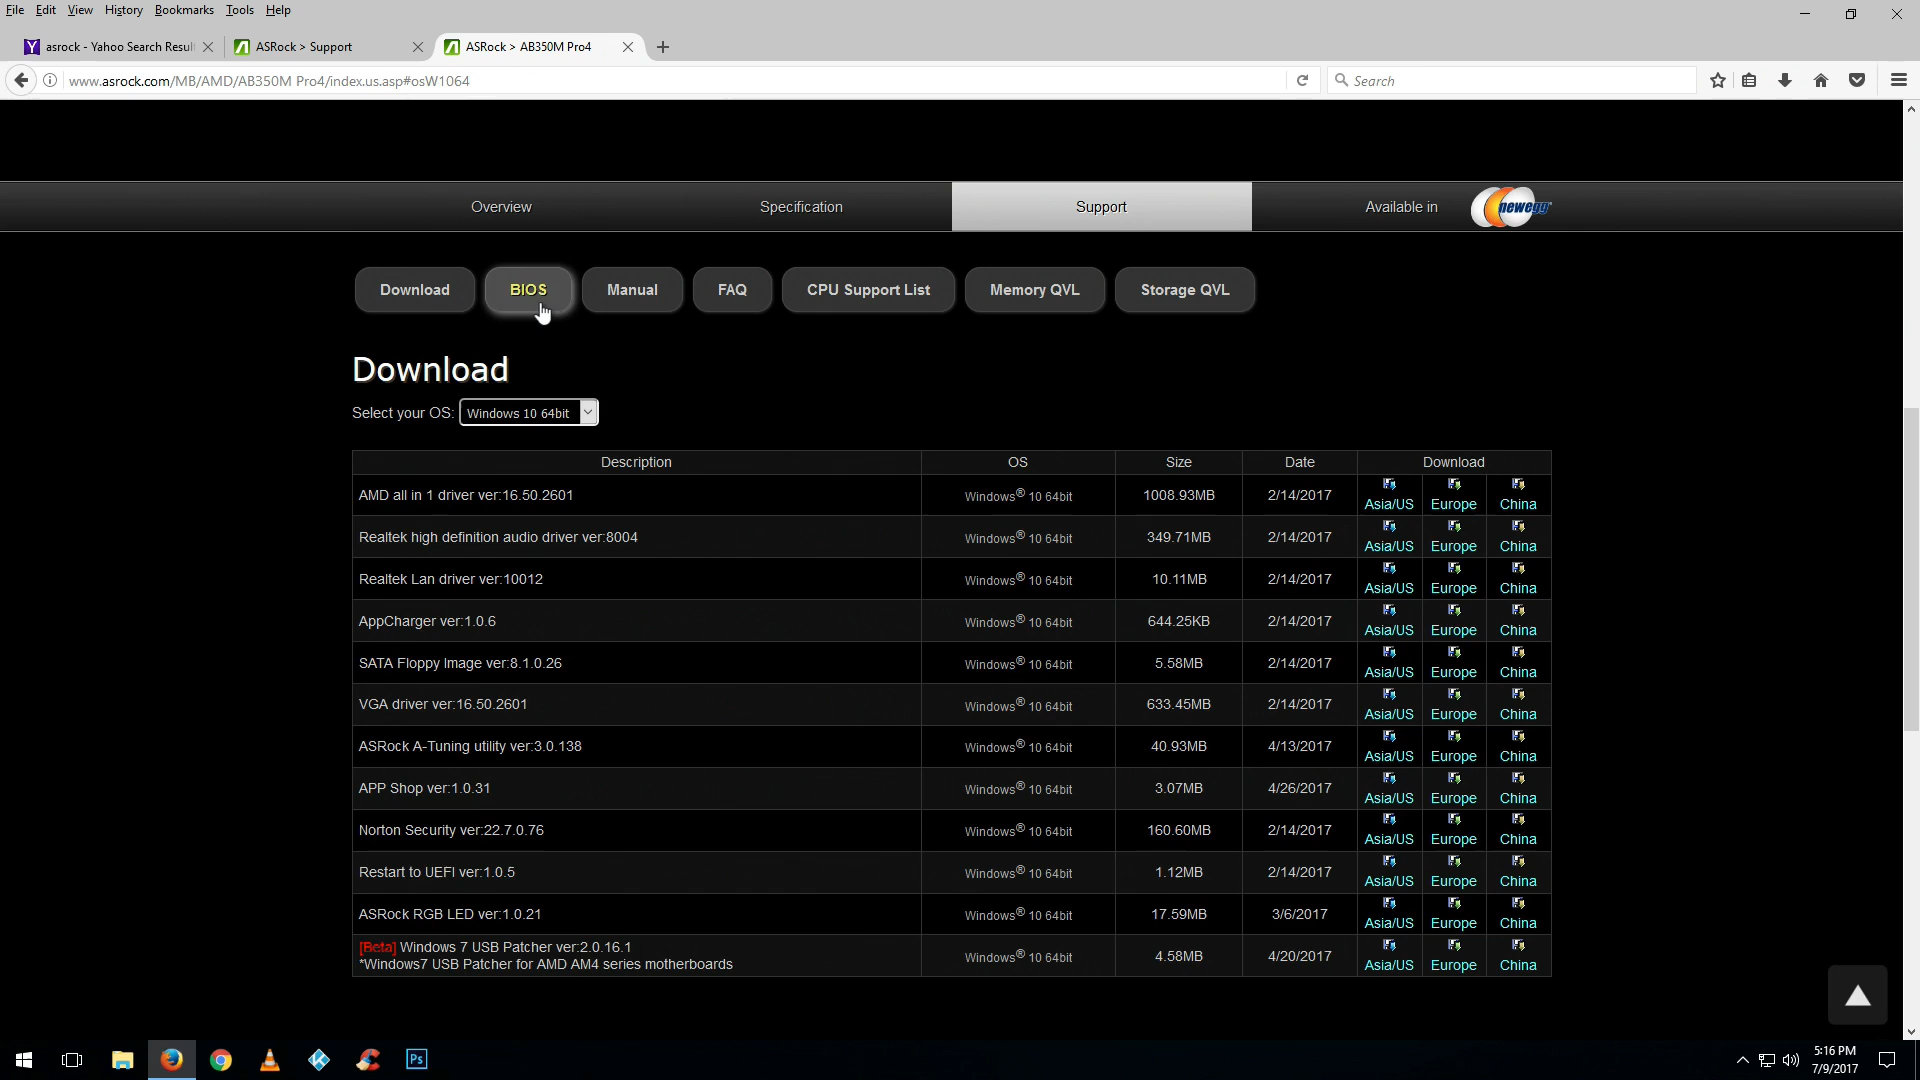 File Edit View History Bookmarks Tools Help
asrock - Yahoo Search Resul ASRock > Support ASRock > AB350M Pro4
www.asrock.com/MB/AMD/AB350M Pro4/index.us.asp#osW1064 Search
Overview Specification Support Available in newegg
Download BIOS Manual FAQ CPU Support List Memory QVL Storage QVL
Download
Select your OS: Windows 10 64bit
Description OS Size Date Download
AMD all in 1 driver ver:16.50.2601 Windows® 10 64bit 1008.93MB 2/14/2017 Asia/US Europe China
Realtek high definition audio driver ver:8004 Windows® 10 64bit 349.71MB 2/14/2017 Asia/US Europe China
Realtek Lan driver ver:10012 Windows® 10 64bit 10.11MB 2/14/2017 Asia/US Europe China
AppCharger ver:1.0.6 Windows® 10 64bit 644.25KB 2/14/2017 Asia/US Europe China
SATA Floppy Image ver:8.1.0.26 Windows® 10 64bit 5.58MB 2/14/2017 Asia/US Europe China
VGA driver ver:16.50.2601 Windows® 10 64bit 633.45MB 2/14/2017 Asia/US Europe China
ASRock A-Tuning utility ver:3.0.138 Windows® 10 64bit 40.93MB 4/13/2017 Asia/US Europe China
APP Shop ver:1.0.31 Windows® 10 64bit 3.07MB 4/26/2017 Asia/US Europe China
Norton Security ver:22.7.0.76 Windows® 10 64bit 160.60MB 2/14/2017 Asia/US Europe China
Restart to UEFI ver:1.0.5 Windows® 10 64bit 1.12MB 2/14/2017 Asia/US Europe China
ASRock RGB LED ver:1.0.21 Windows® 10 64bit 17.59MB 3/6/2017 Asia/US Europe China
[Beta] Windows 7 USB Patcher ver:2.0.16.1
*Windows7 USB Patcher for AMD AM4 series motherboards Windows® 10 64bit 4.58MB 4/20/2017 Asia/US Europe China
Ps
5:16 PM
7/9/2017